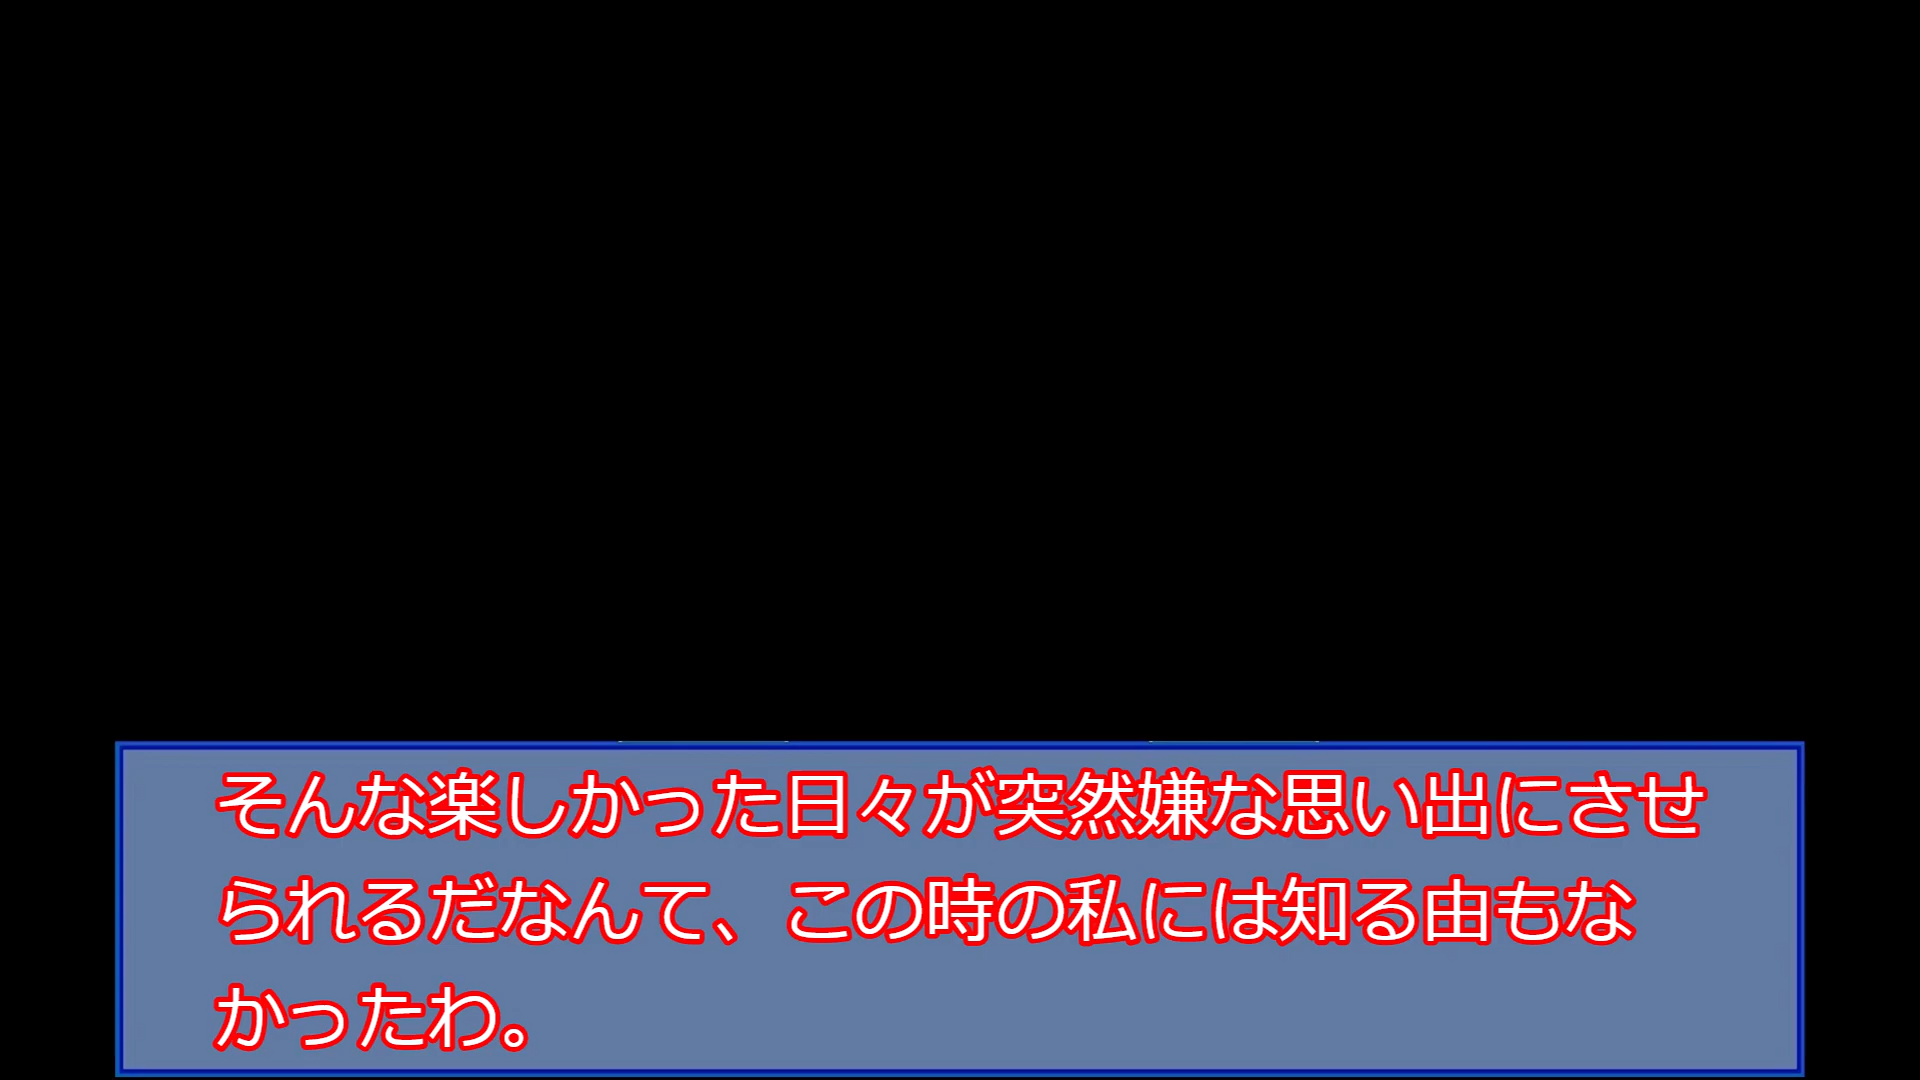 そんな楽しかった日々が突然嫌な思い出にさせ
られるだなんて、この時の私には知る由もな
かったわ。